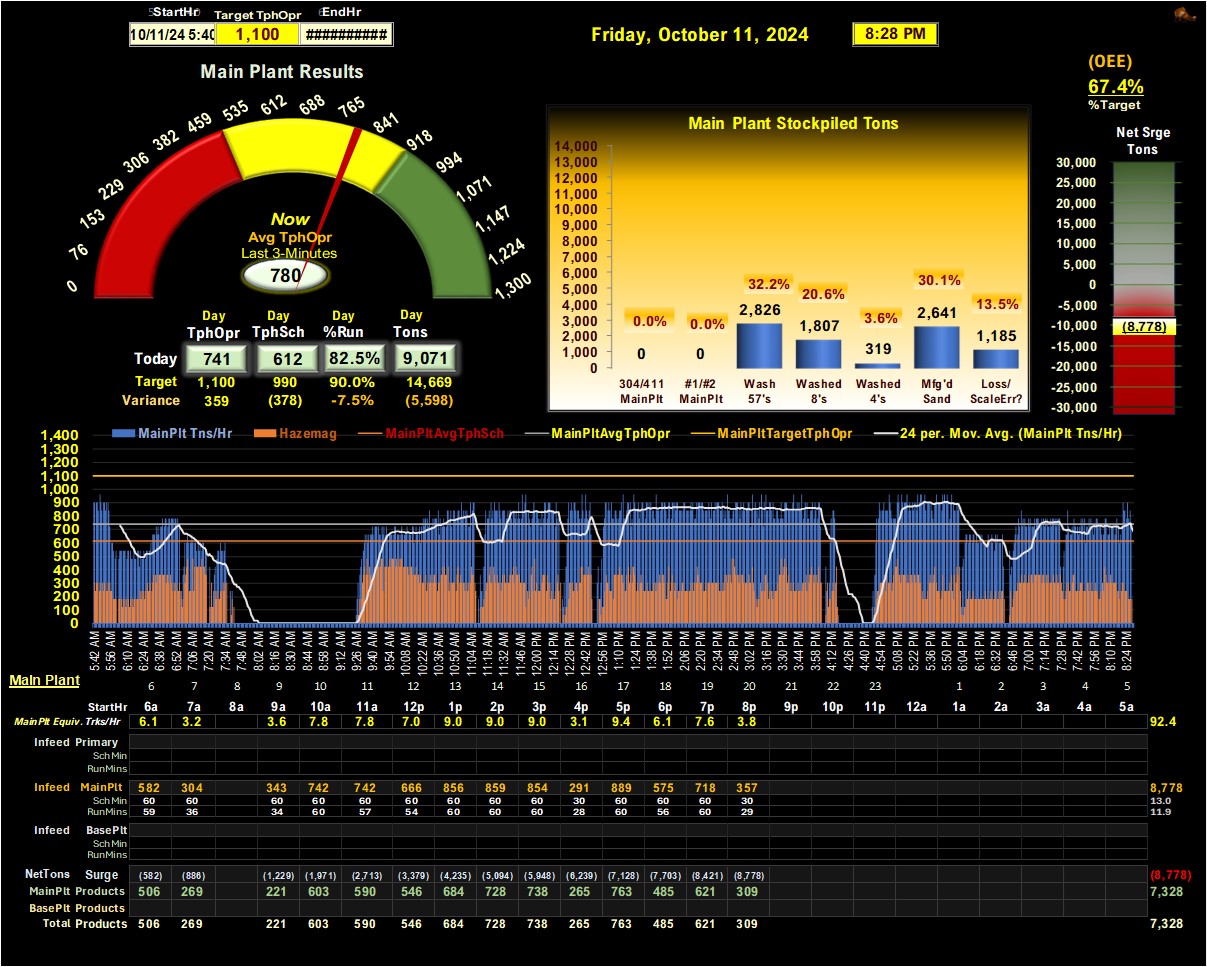 StartHr Target TphOpr EndHr
10/11/24 5:40 1,100 ##########
Friday, October 11, 2024 8:28 PM
(OEE)
67.4%
%Target
Main Plant Results
0 76 153 229 306 382 459 535 612 688 765 841 918 994 1,071 1,147 1,224 1,300
Now
Avg TphOpr
Last 3-Minutes
780
Day Day Day Day
TphOpr TphSch %Run Tons
Today 741 612 82.5% 9,071
Target 1,100 990 90.0% 14,669
Variance 359 (378) -7.5% (5,598)
Main Plant Stockpiled Tons
14,000
13,000
12,000
11,000
10,000
9,000
8,000
7,000
6,000
5,000
4,000
3,000
2,000
1,000
0
0.0% 0.0% 32.2% 20.6% 3.6% 30.1% 13.5%
0 0 2,826 1,807 319 2,641 1,185
304/411 #1/#2 Wash Washed Washed Mfg'd Loss/
MainPlt MainPlt 57's 8's 4's Sand ScaleErr?
Net Srge
Tons
30,000
25,000
20,000
15,000
10,000
5,000
0
-5,000
-10,000
-15,000
-20,000
-25,000
-30,000
(8,778)
MainPlt Tns/Hr Hazemag MainPltAvgTphSch MainPltAvgTphOpr MainPltTargetTphOpr 24 per. Mov. Avg. (MainPlt Tns/Hr)
1,400
1,300
1,200
1,100
1,000
900
800
700
600
500
400
300
200
100
0
5:42 AM 5:56 AM 6:10 AM 6:24 AM 6:38 AM 6:52 AM 7:06 AM 7:20 AM 7:34 AM 7:48 AM 8:02 AM 8:16 AM 8:30 AM 8:44 AM 8:58 AM 9:12 AM 9:26 AM 9:40 AM 9:54 AM 10:08 AM 10:22 AM 10:36 AM 10:50 AM 11:04 AM 11:18 AM 11:32 AM 11:46 AM 12:00 PM 12:14 PM 12:28 PM 12:42 PM 12:56 PM 1:10 PM 1:24 PM 1:38 PM 1:52 PM 2:06 PM 2:20 PM 2:34 PM 2:48 PM 3:02 PM 3:16 PM 3:30 PM 3:44 PM 3:58 PM 4:12 PM 4:26 PM 4:40 PM 4:54 PM 5:08 PM 5:22 PM 5:36 PM 5:50 PM 6:04 PM 6:18 PM 6:32 PM 6:46 PM 7:00 PM 7:14 PM 7:28 PM 7:42 PM 7:56 PM 8:10 PM 8:24 PM
Main Plant 6 7 8 9 10 11 12 13 14 15 16 17 18 19 20 21 22 23 1 2 3 4 5
StartHr 6a 7a 8a 9a 10a 11a 12p 1p 2p 3p 4p 5p 6p 7p 8p 9p 10p 11p 12a 1a 2a 3a 4a 5a
MainPlt Equiv. Trks/Hr 6.1 3.2 3.6 7.8 7.8 7.0 9.0 9.0 9.0 3.1 9.4 6.1 7.6 3.8 92.4
Infeed Primary
Sch Min
RunMins
Infeed MainPlt 582 304 343 742 742 666 856 859 854 291 889 575 718 357 8,778
Sch Min 60 60 60 60 60 60 60 60 60 30 60 60 60 30 13.0
RunMins 59 36 34 60 57 54 60 60 60 28 60 56 60 29 11.9
Infeed BasePlt
Sch Min
RunMins
NetTons Surge (582) (886) (1,229) (1,971) (2,713) (3,379) (4,235) (5,094) (5,948) (6,239) (7,128) (7,703) (8,421) (8,778) (8,778)
MainPlt Products 506 269 221 603 590 546 684 728 738 265 763 485 621 309 7,328
BasePlt Products
Total Products 506 269 221 603 590 546 684 728 738 265 763 485 621 309 7,328